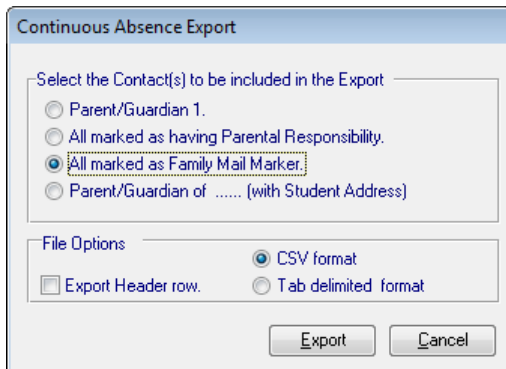 Continuous Absence Export
Select the Contact(s) to be included in the Export
Parent/Guardian 1.
All marked as having Parental Responsibility.
All marked as Family Mail Marker.
Parent/Guardian of ...... (with Student Address)
File Options
CSV format
Export Header row.
Tab delimited format
Export
Cancel